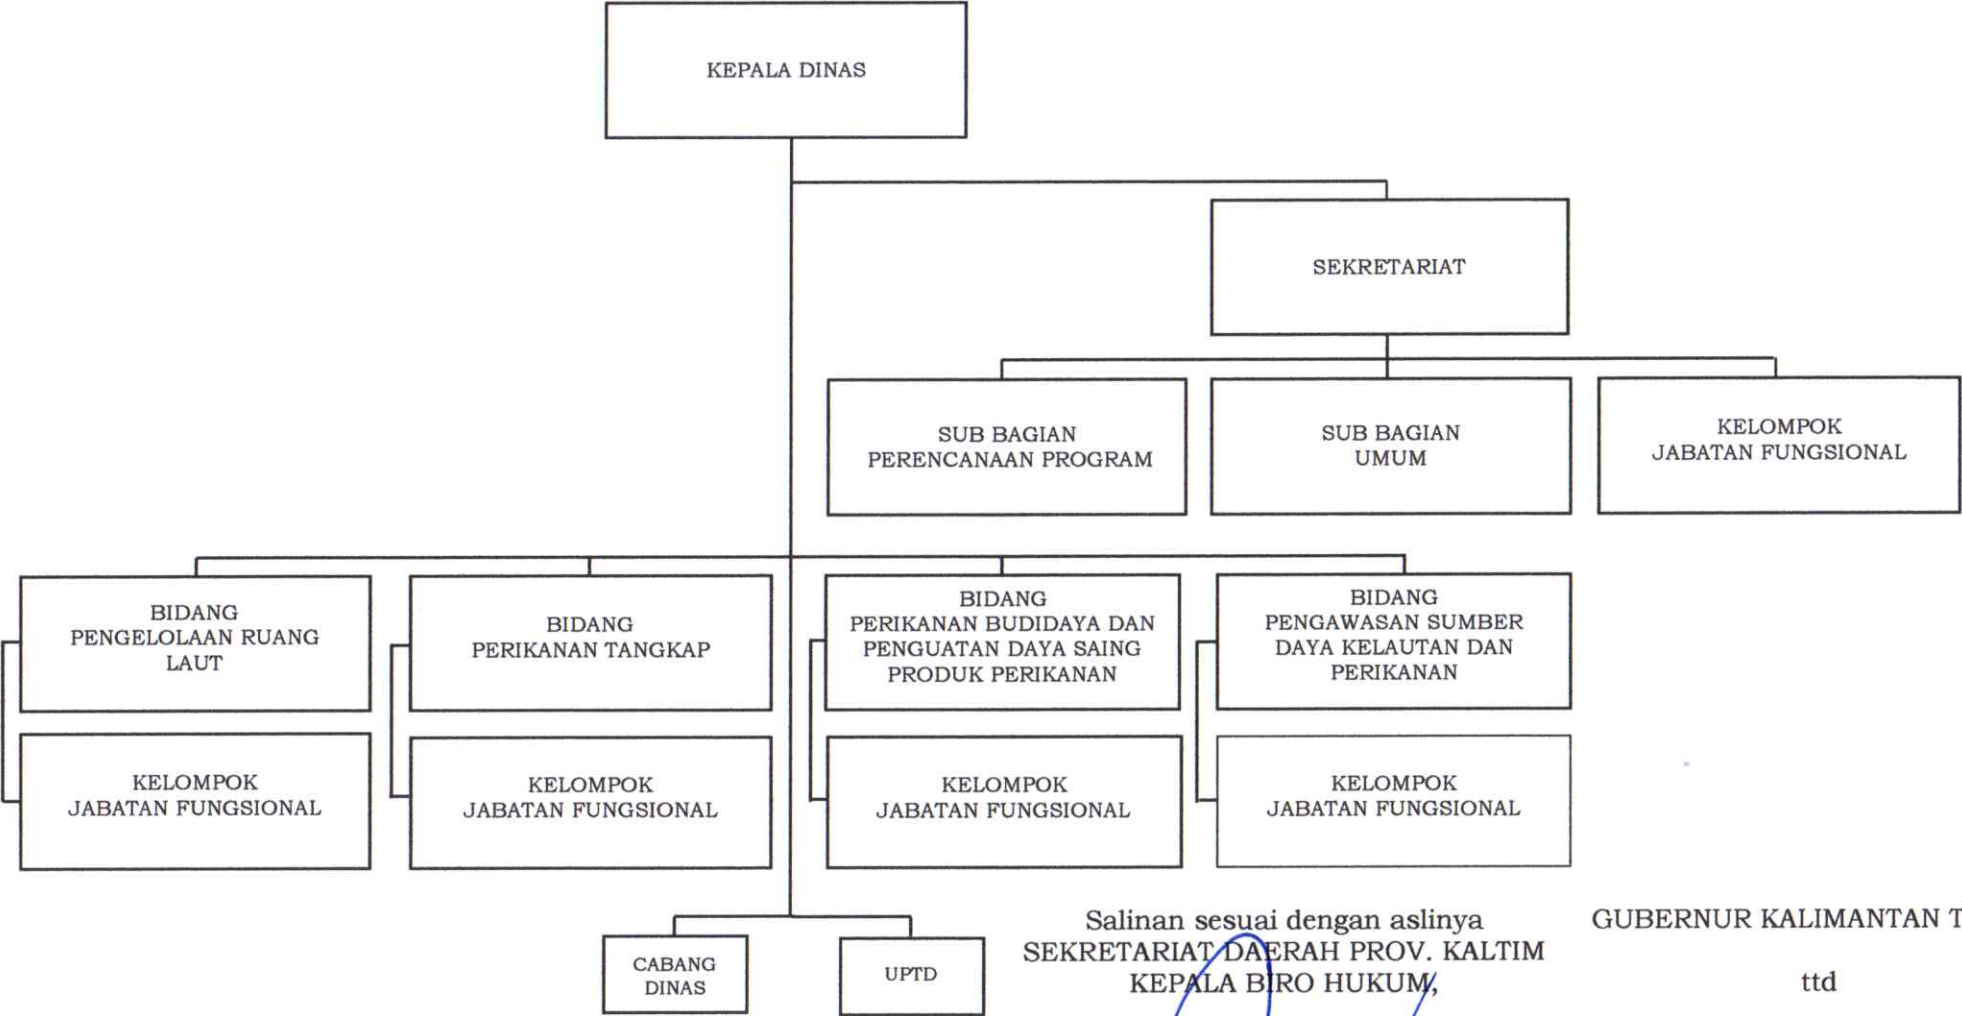 KEPALA DINAS
SEKRETARIAT
SUB BAGIAN
PERENCANAAN PROGRAM
SUB BAGIAN
UMUM
KELOMPOK
JABATAN FUNGSIONAL
BIDANG
PENGELOLAAN RUANG
LAUT
BIDANG
PERIKANAN TANGKAP
BIDANG
PERIKANAN BUDIDAYA DAN
PENGUATAN DAYA SAING
PRODUK PERIKANAN
BIDANG
PENGAWASAN SUMBER
DAYA KELAUTAN DAN
PERIKANAN
KELOMPOK
JABATAN FUNGSIONAL
KELOMPOK
JABATAN FUNGSIONAL
KELOMPOK
JABATAN FUNGSIONAL
KELOMPOK
JABATAN FUNGSIONAL
CABANG
DINAS
UPTD
Salinan sesuai dengan aslinya
SEKRETARIAT DAERAH PROV. KALTIM
KEPALA BIRO HUKUM,
GUBERNUR KALIMANTAN T
ttd